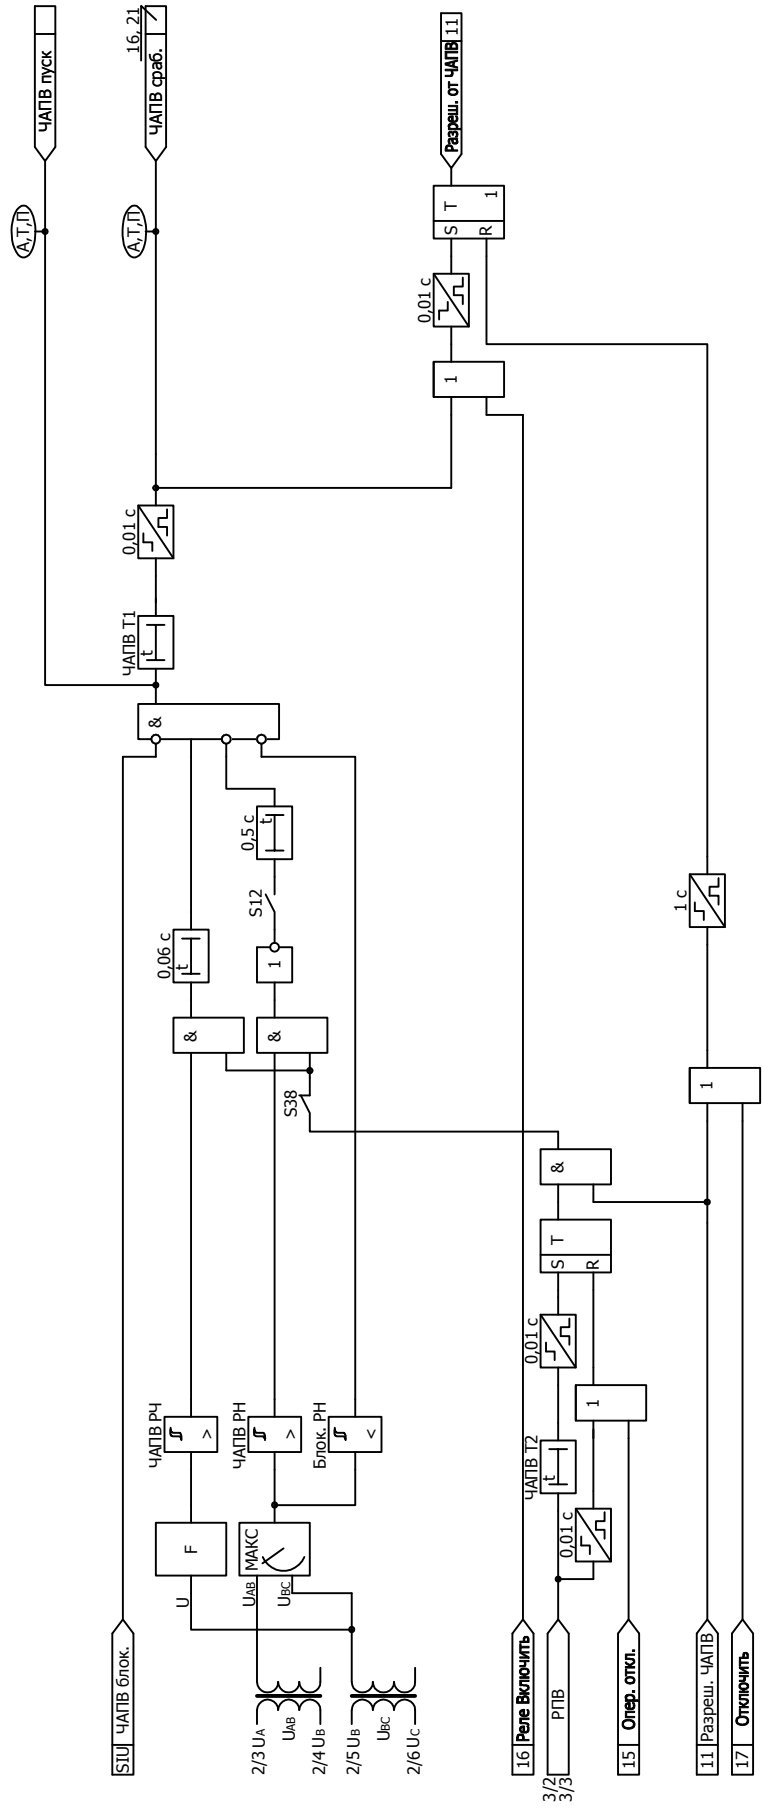 SIU ЧАПВ блок.
2/3 UA
UAB
2/4 UB
2/5 UB
UBC
2/6 UC
16 Реле Включить
3/2
3/3
РПВ
15 Опер. откл.
11 Разреш. ЧАПВ
17 Отключить
U
UAB
UBC
F
МАКС
ЧАПВ РЧ
>
ЧАПВ РН
>
Блок. РН
<
0,01 с
ЧАПВ Т2
t
1
0,01 с
S
R
T
&
S38
&
&
1
1
S12
0,06 с
t
0,5 с
t
1 с
&
ЧАПВ Т1
t
0,01 с
1
0,01 с
S
R
T
1
А,Т,П
А,Т,П
ЧАПВ пуск
ЧАПВ сраб.
16, 21
Разреш. от ЧАПВ 11